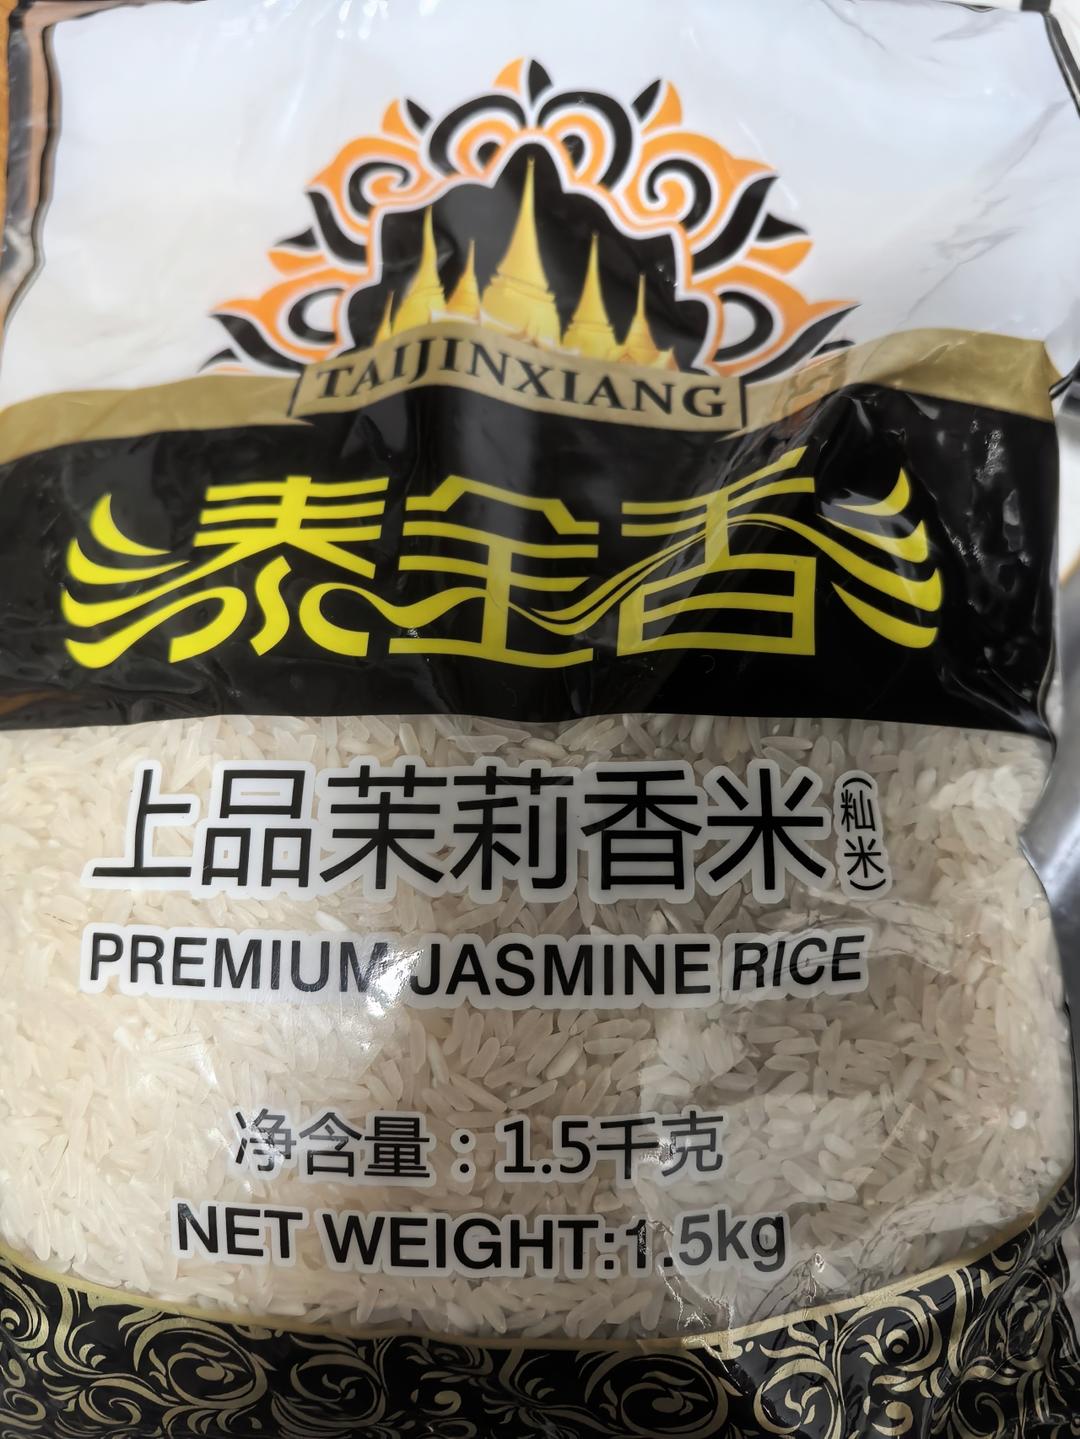 TAIJINXIANG
泰金香
上品茉莉香米
(籼米)
PREMIUM JASMINE RICE
净含量：1.5千克
NET WEIGHT:1.5kg